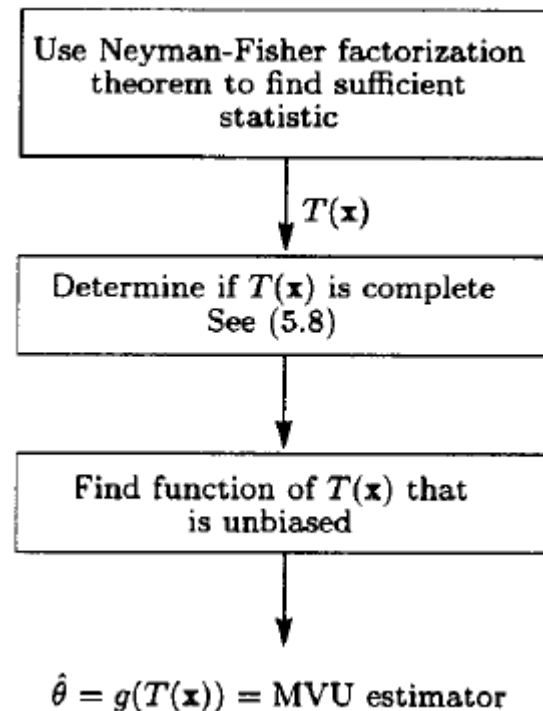 Use Neyman-Fisher factorization
theorem to find sufficient
statistic
T(x)
Determine if T(x) is complete
See (5.8)
Find function of T(x) that
is unbiased
θ̂ = g(T(x)) = MVU estimator